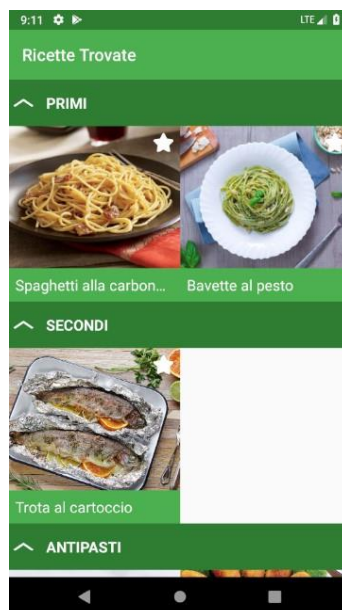 9:11 LTE
Ricette Trovate
PRIMI
Spaghetti alla carbon... Bavette al pesto
SECONDI
Trota al cartoccio
ANTIPASTI